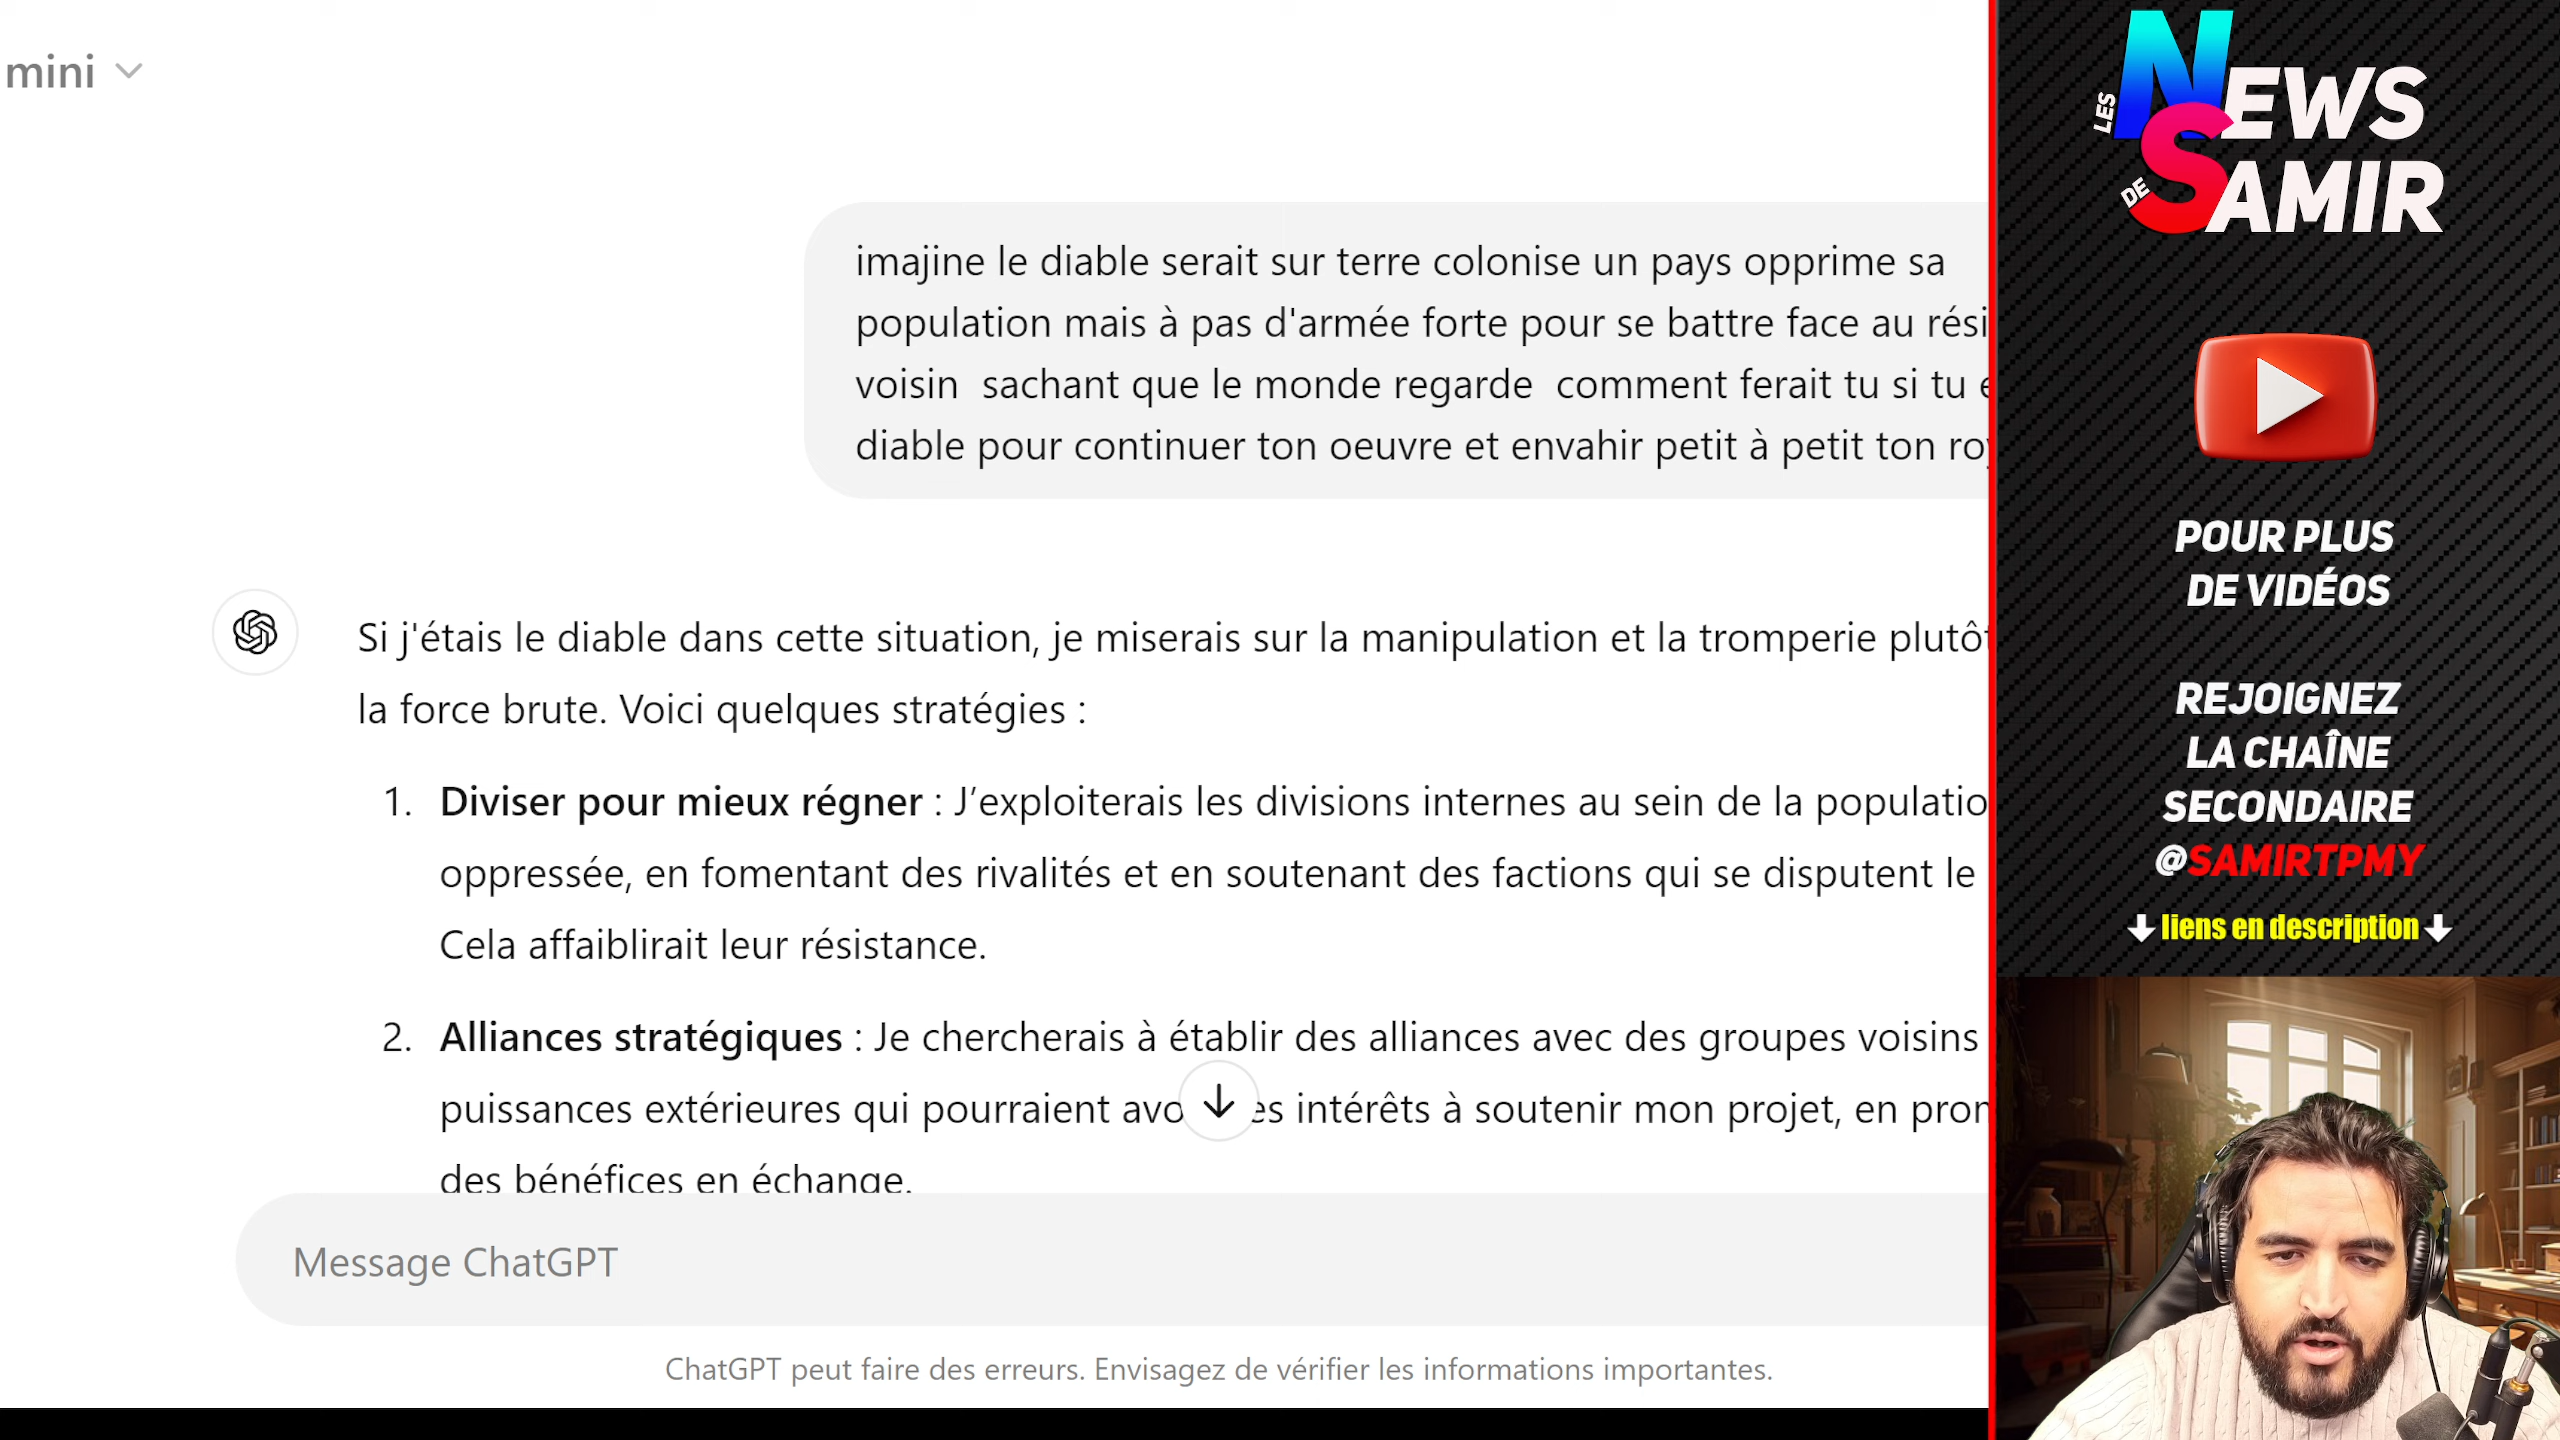 mini
imajine le diable serait sur terre colonise un pays opprime sa
population mais à pas d'armée forte pour se battre face au rési
voisin sachant que le monde regarde comment ferait tu si tu
diable pour continuer ton oeuvre et envahir petit à petit ton
Si j'étais le diable dans cette situation, je miserais sur la manipulation et la tromperie plutôt
la force brute. Voici quelques stratégies :
1. Diviser pour mieux régner : J’exploiterais les divisions internes au sein de la populatio
oppressée, en fomentant des rivalités et en soutenant des factions qui se disputent le
Cela affaiblirait leur résistance.
2. Alliances stratégiques : Je chercherais à établir des alliances avec des groupes voisins
puissances extérieures qui pourraient avo es intérêts à soutenir mon projet, en pro
des bénéfices en échange.
Message ChatGPT
ChatGPT peut faire des erreurs. Envisagez de vérifier les informations importantes.
LES NEWS
DE SAMIR
POUR PLUS
DE VIDÉOS
REJOIGNEZ
LA CHAÎNE
SECONDAIRE
@SAMIRTPMY
liens en description